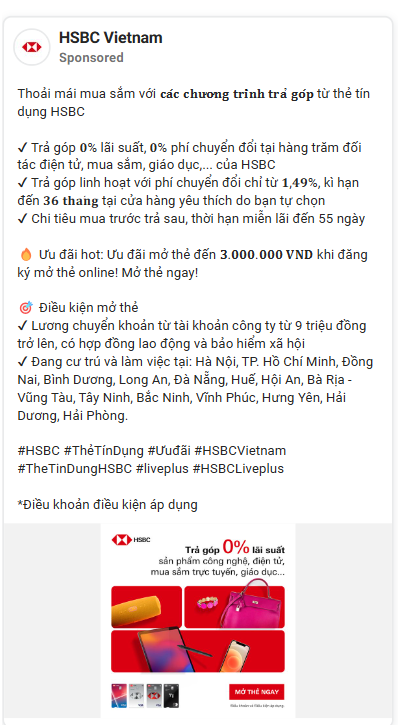 HSBC Vietnam
Sponsored
Thoải mái mua sắm với các chương trình trả góp từ thẻ tín
dụng HSBC
✓ Trả góp 0% lãi suất, 0% phí chuyển đổi tại hàng trăm đối
tác điện tử, mua sắm, giáo dục,... của HSBC
✓ Trả góp linh hoạt với phí chuyển đổi chỉ từ 1,49%, kì hạn
đến 36 tháng tại cửa hàng yêu thích do bạn tự chọn
✓ Chi tiêu mua trước trả sau, thời hạn miễn lãi đến 55 ngày
🔥 Ưu đãi hot: Ưu đãi mở thẻ đến 3.000.000 VND khi đăng
ký mở thẻ online! Mở thẻ ngay!
🎯 Điều kiện mở thẻ
✓ Lương chuyển khoản từ tài khoản công ty từ 9 triệu đồng
trở lên, có hợp đồng lao động và bảo hiểm xã hội
✓ Đang cư trú và làm việc tại: Hà Nội, TP. Hồ Chí Minh, Đồng
Nai, Bình Dương, Long An, Đà Nẵng, Huế, Hội An, Bà Rịa -
Vũng Tàu, Tây Ninh, Bắc Ninh, Vĩnh Phúc, Hưng Yên, Hải
Dương, Hải Phòng.
#HSBC #ThẻTínDụng #Ưuđãi #HSBCVietnam
#TheTinDungHSBC #liveplus #HSBCLiveplus
*Điều khoản điều kiện áp dụng
HSBC
Trả góp 0% lãi suất
sản phẩm công nghệ, điện tử,
mua sắm trực tuyến, giáo dục...
MỞ THẺ NGAY
Điều khoản và Điều kiện áp dụng.